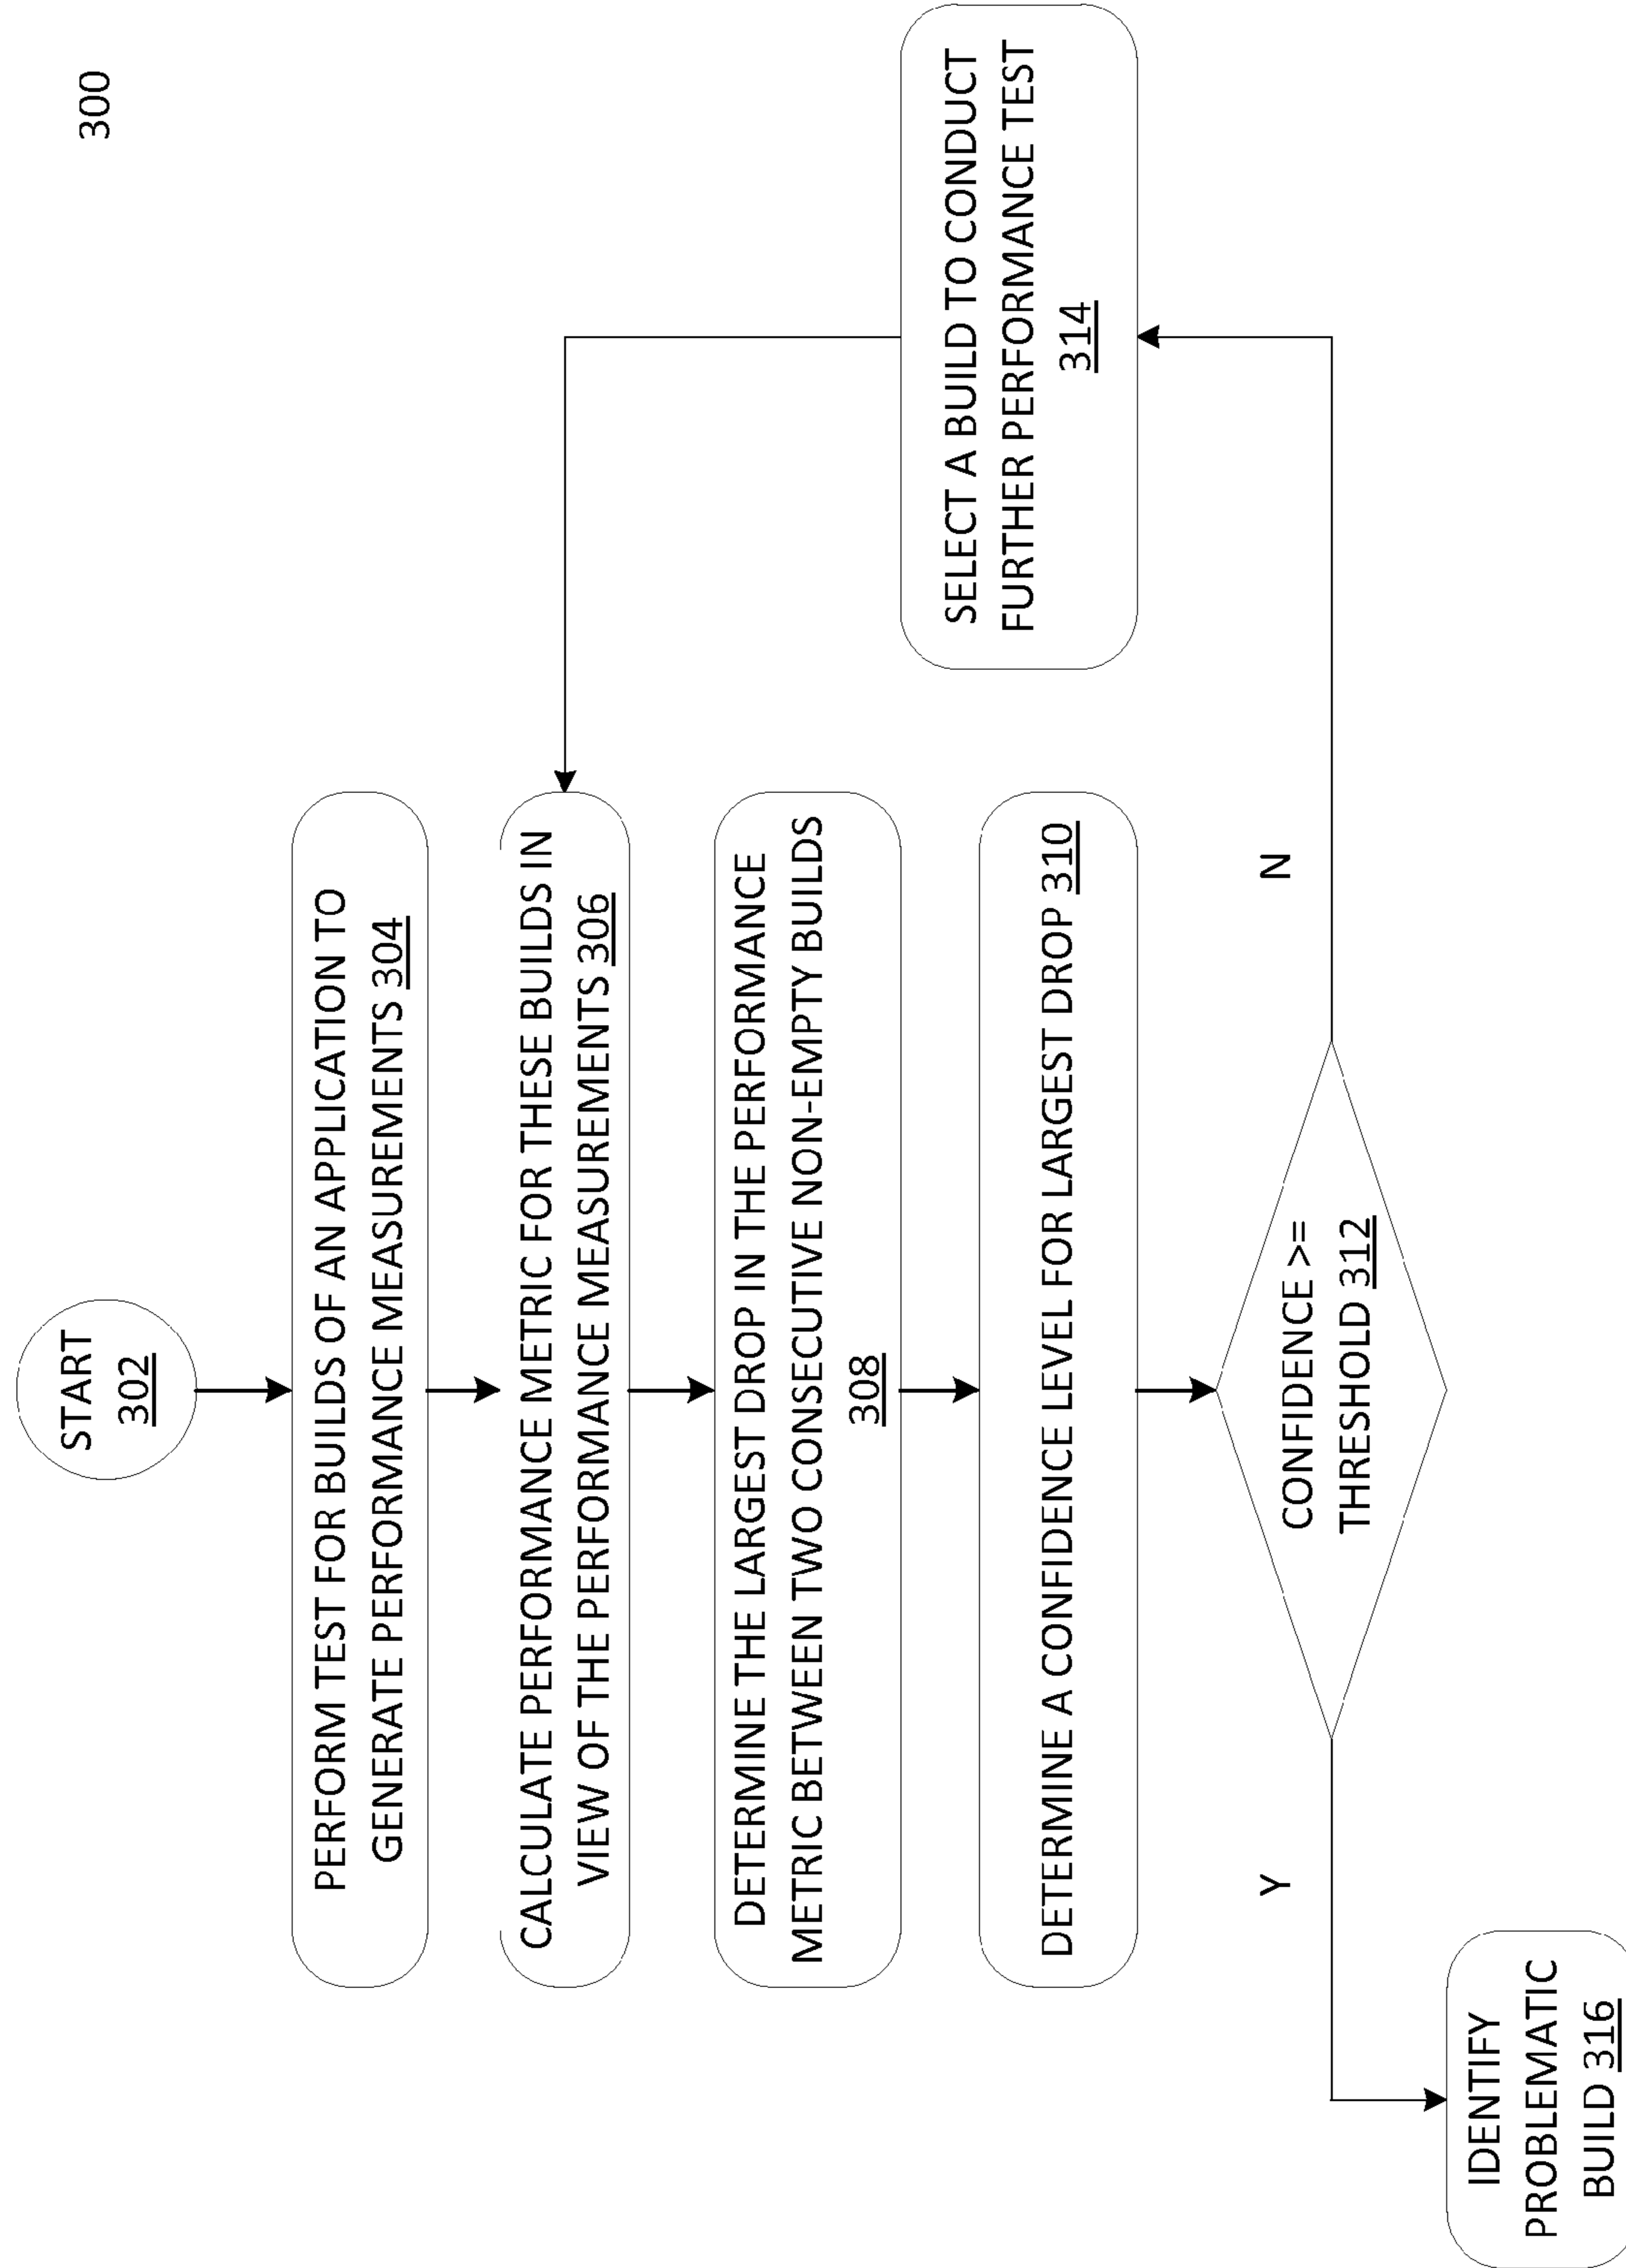 300
START
302
PERFORM TEST FOR BUILDS OF AN APPLICATION TO
GENERATE PERFORMANCE MEASUREMENTS 304
CALCULATE PERFORMANCE METRIC FOR THESE BUILDS IN
VIEW OF THE PERFORMANCE MEASUREMENTS 306
DETERMINE THE LARGEST DROP IN THE PERFORMANCE
METRIC BETWEEN TWO CONSECUTIVE NON-EMPTY BUILDS
308
DETERMINE A CONFIDENCE LEVEL FOR LARGEST DROP 310
CONFIDENCE >=
THRESHOLD 312
Y
N
SELECT A BUILD TO CONDUCT
FURTHER PERFORMANCE TEST
314
IDENTIFY
PROBLEMATIC
BUILD 316